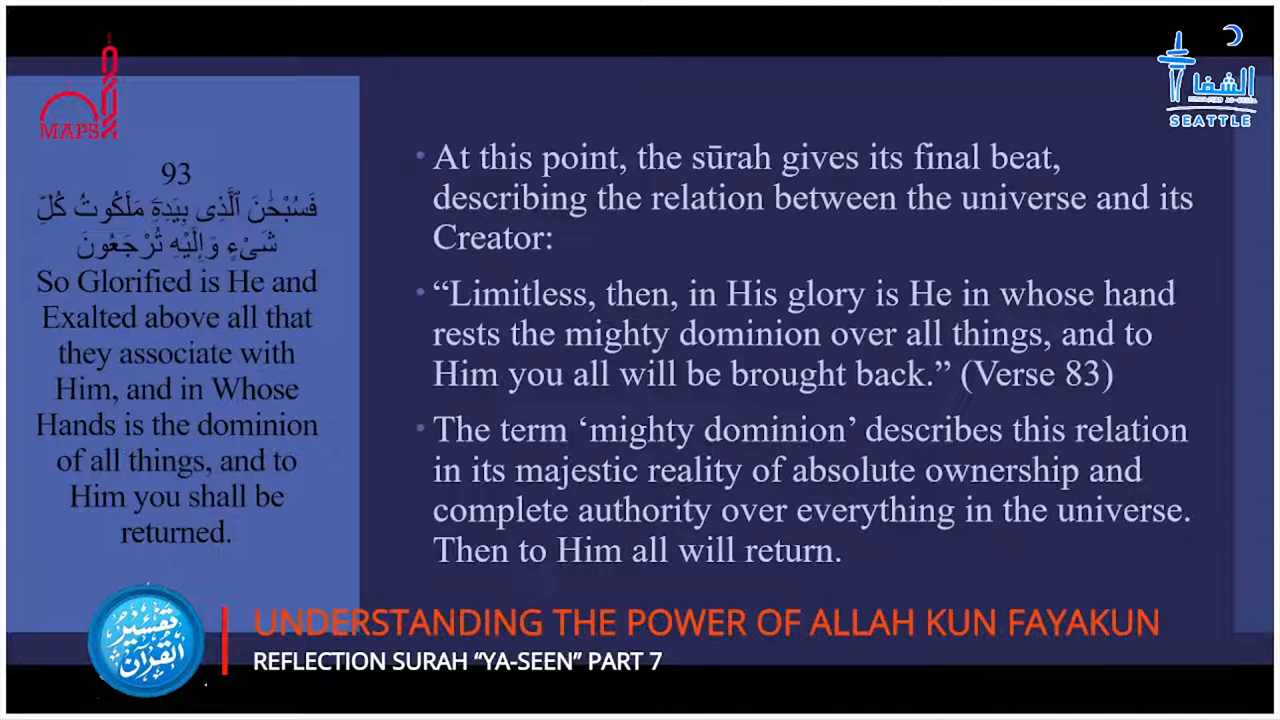 MAPS
الشفاء
SEATTLE
93
فَسُبْحَٰنَ ٱلَّذِى بِيَدِهِۦ مَلَكُوتُ كُلِّ
شَىْءٍ وَإِلَيْهِ تُرْجَعُونَ
So Glorified is He and
Exalted above all that
they associate with
Him, and in Whose
Hands is the dominion
of all things, and to
Him you shall be
returned.
• At this point, the sūrah gives its final beat,
describing the relation between the universe and its
Creator:
• “Limitless, then, in His glory is He in whose hand
rests the mighty dominion over all things, and to
Him you all will be brought back.” (Verse 83)
• The term ‘mighty dominion’ describes this relation
in its majestic reality of absolute ownership and
complete authority over everything in the universe.
Then to Him all will return.
تفسير
القرآن
UNDERSTANDING THE POWER OF ALLAH KUN FAYAKUN
REFLECTION SURAH “YA-SEEN” PART 7